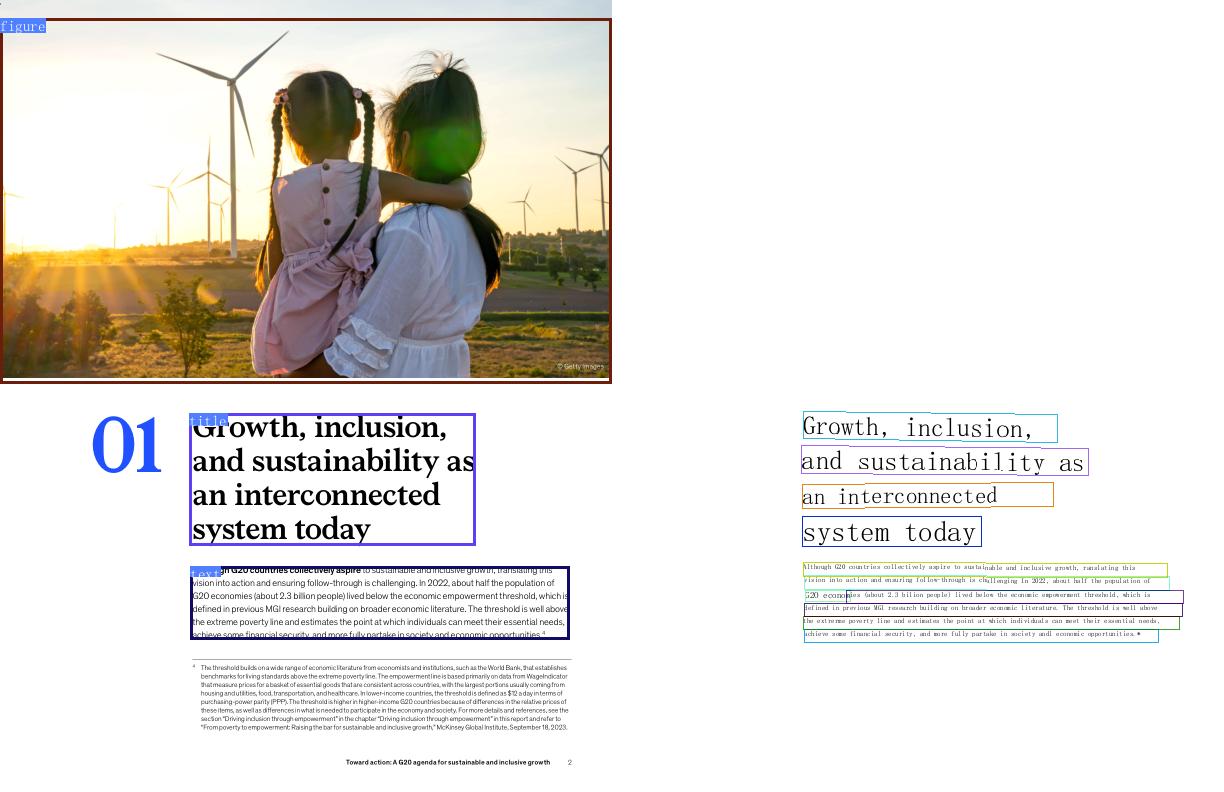 figure
© Getty Images
01
title
Growth, inclusion,
and sustainability as
an interconnected
system today
text
gh G20 countries collectively aspire to sustainable and inclusive growth, translating this
vision into action and ensuring follow-through is challenging. In 2022, about half the population of
G20 economies (about 2.3 billion people) lived below the economic empowerment threshold, which is
defined in previous MGI research building on broader economic literature. The threshold is well above
the extreme poverty line and estimates the point at which individuals can meet their essential needs,
achieve some financial security, and more fully partake in society and economic opportunities.4
4 The threshold builds on a wide range of economic literature from economists and institutions, such as the World Bank, that establishes
benchmarks for living standards above the extreme poverty line. The empowerment line is based primarily on data from WageIndicator
that measure prices for a basket of essential goods that are consistent across countries, with the largest portions usually coming from
housing and utilities, food, transportation, and healthcare. In lower-income countries, the threshold is defined as $12 a day in terms of
purchasing-power parity (PPP). The threshold is higher in higher-income G20 countries because of differences in the relative prices of
these items, as well as differences in what is needed to participate in the economy and society. For more details and references, see the
section "Driving inclusion through empowerment" in the chapter "Driving inclusion through empowerment" in this report and refer to
"From poverty to empowerment: Raising the bar for sustainable and inclusive growth," McKinsey Global Institute, September 18, 2023.
Toward action: A G20 agenda for sustainable and inclusive growth 2
Growth, inclusion,
and sustainability as
an interconnected
system today
Although G20 countries collectively aspire to sustainable and inclusive growth, ranslating this
vision into action and ensuring follow-through is challenging In 2022, about half the population of
G20 economies (about 2.3 billion people) lived below the economic empowerment threshold, which is
defined in previous MGI research building on broader economic literature. The threshold is well above
the extrerme poverty line and estimates the point at which individuals can meet their essential needs,
achieve some financial security, and more fully partake in society andl economic opportunities.*